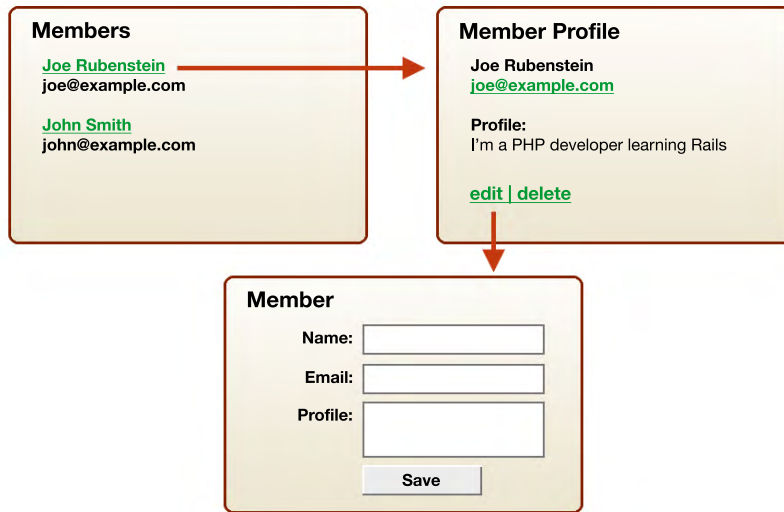 Members
Joe Rubenstein
joe@example.com
John Smith
john@example.com
Member Profile
Joe Rubenstein
joe@example.com
Profile:
I'm a PHP developer learning Rails
edit | delete
Member
Name:
Email:
Profile:
Save